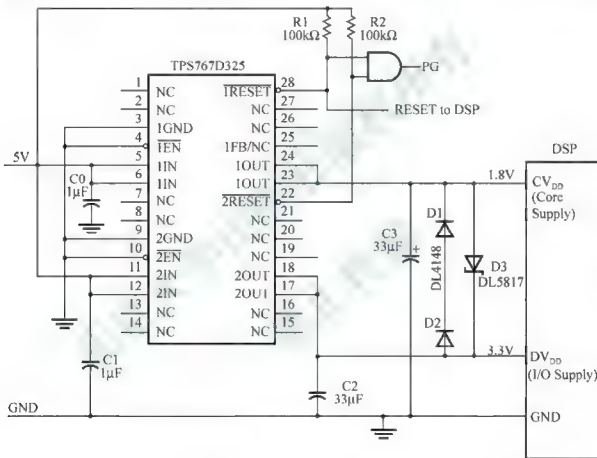 R1
100kΩ
R2
100kΩ
PG
RESET to DSP
TPS767D325
1 NC
2 NC
3 1GND
4 1EN
5 1IN
6 1IN
7 NC
8 NC
9 2GND
10 2EN
11 2IN
12 2IN
13 NC
14 NC
1RESET 28
NC 27
NC 26
1FB/NC 25
1OUT 24
1OUT 23
2RESET 22
NC 21
NC 20
NC 19
2OUT 18
2OUT 17
NC 16
NC 15
5V
C0
1μF
C1
1μF
C2
33μF
C3
33μF
+
D1
DL4148
D2
D3
DL5817
1.8V
3.3V
DSP
CVDD
(Core
Supply)
DVDD
(I/O Supply)
GND
GND